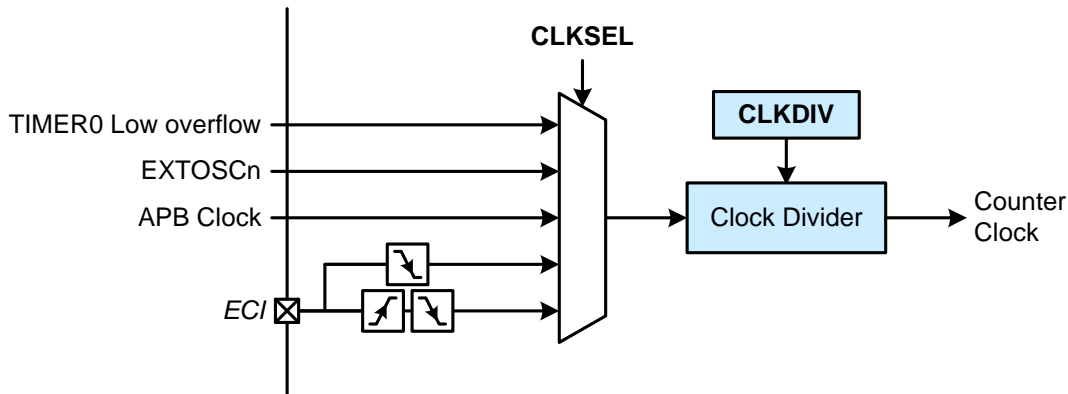 CLKSEL
TIMER0 Low overflow
CLKDIV
EXTOSCn
APB Clock
Clock Divider
Counter
Clock
ECI